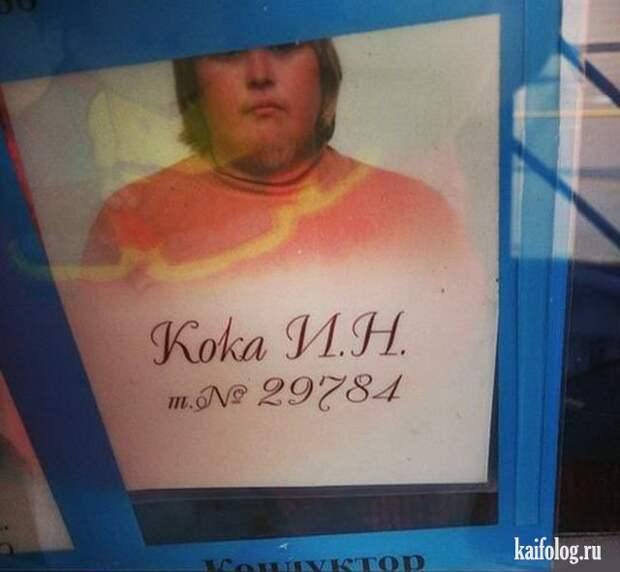 Кока И.Н.
т.№ 29784
Кондуктор
kaifolog.ru